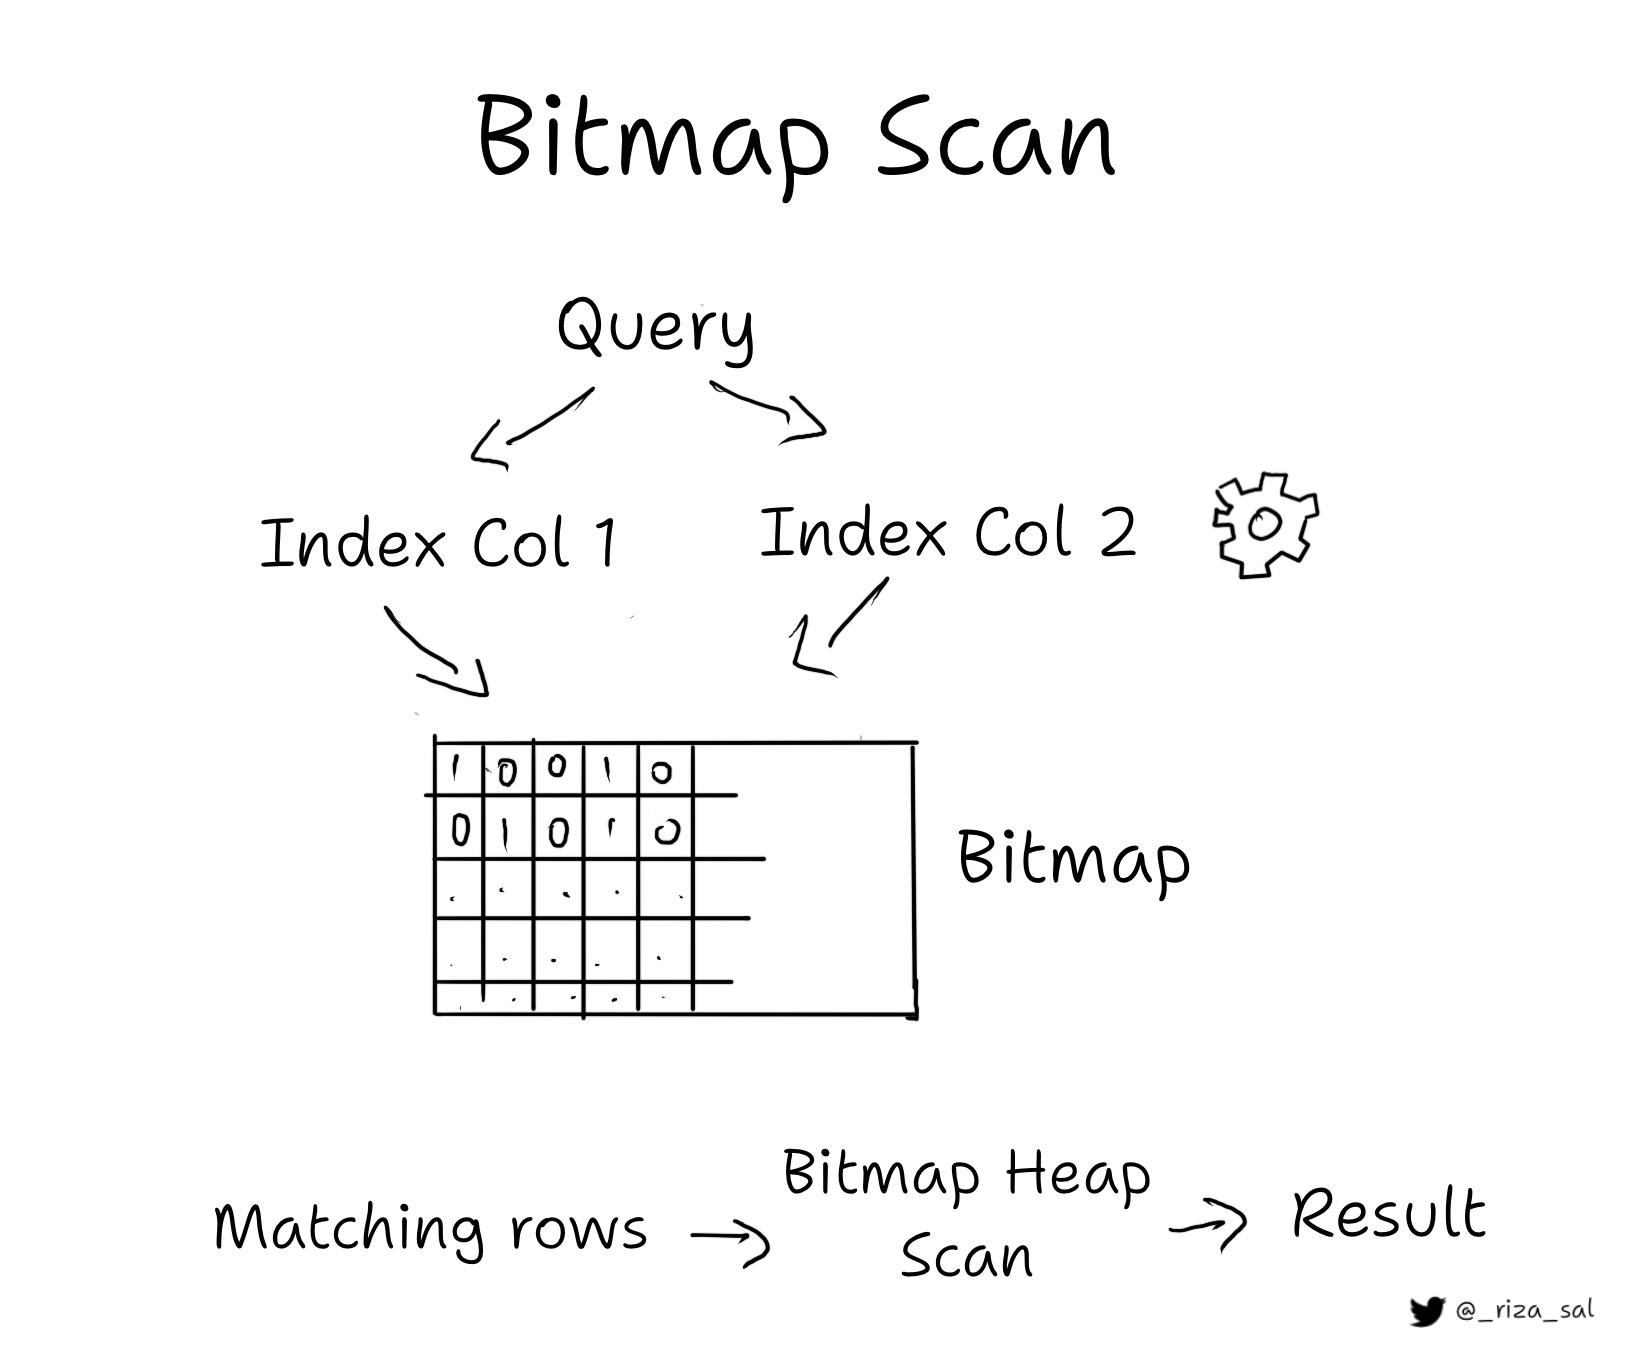 Bitmap Scan
Query
Index Col 1
Index Col 2
1 0 0 1 0
0 1 0 1 0
Bitmap
Matching rows
Bitmap Heap
Scan
Result
@_riza_sal